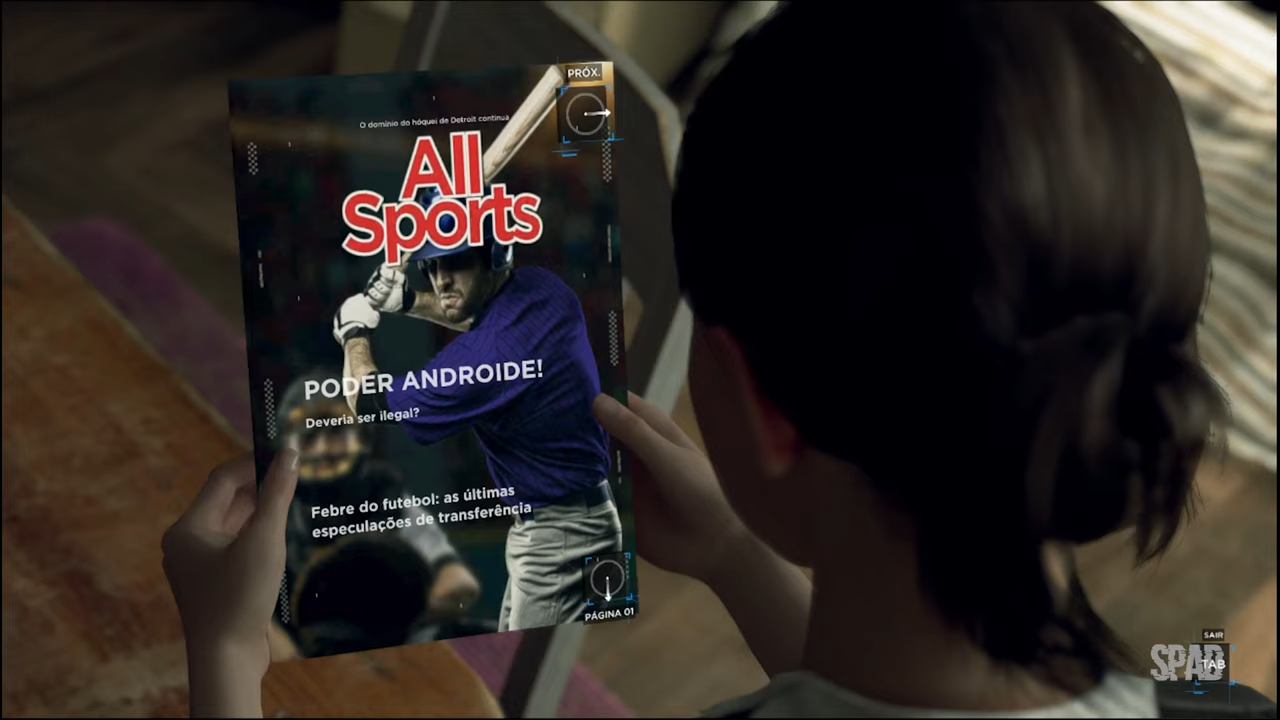 PRÓX.
O domínio do hóquei de Detroit continua
All
Sports
PODER ANDROIDE!
Deveria ser ilegal?
Febre do futebol: as últimas
especulações de transferência
PÁGINA 01
SAIR
SPAD
TAB